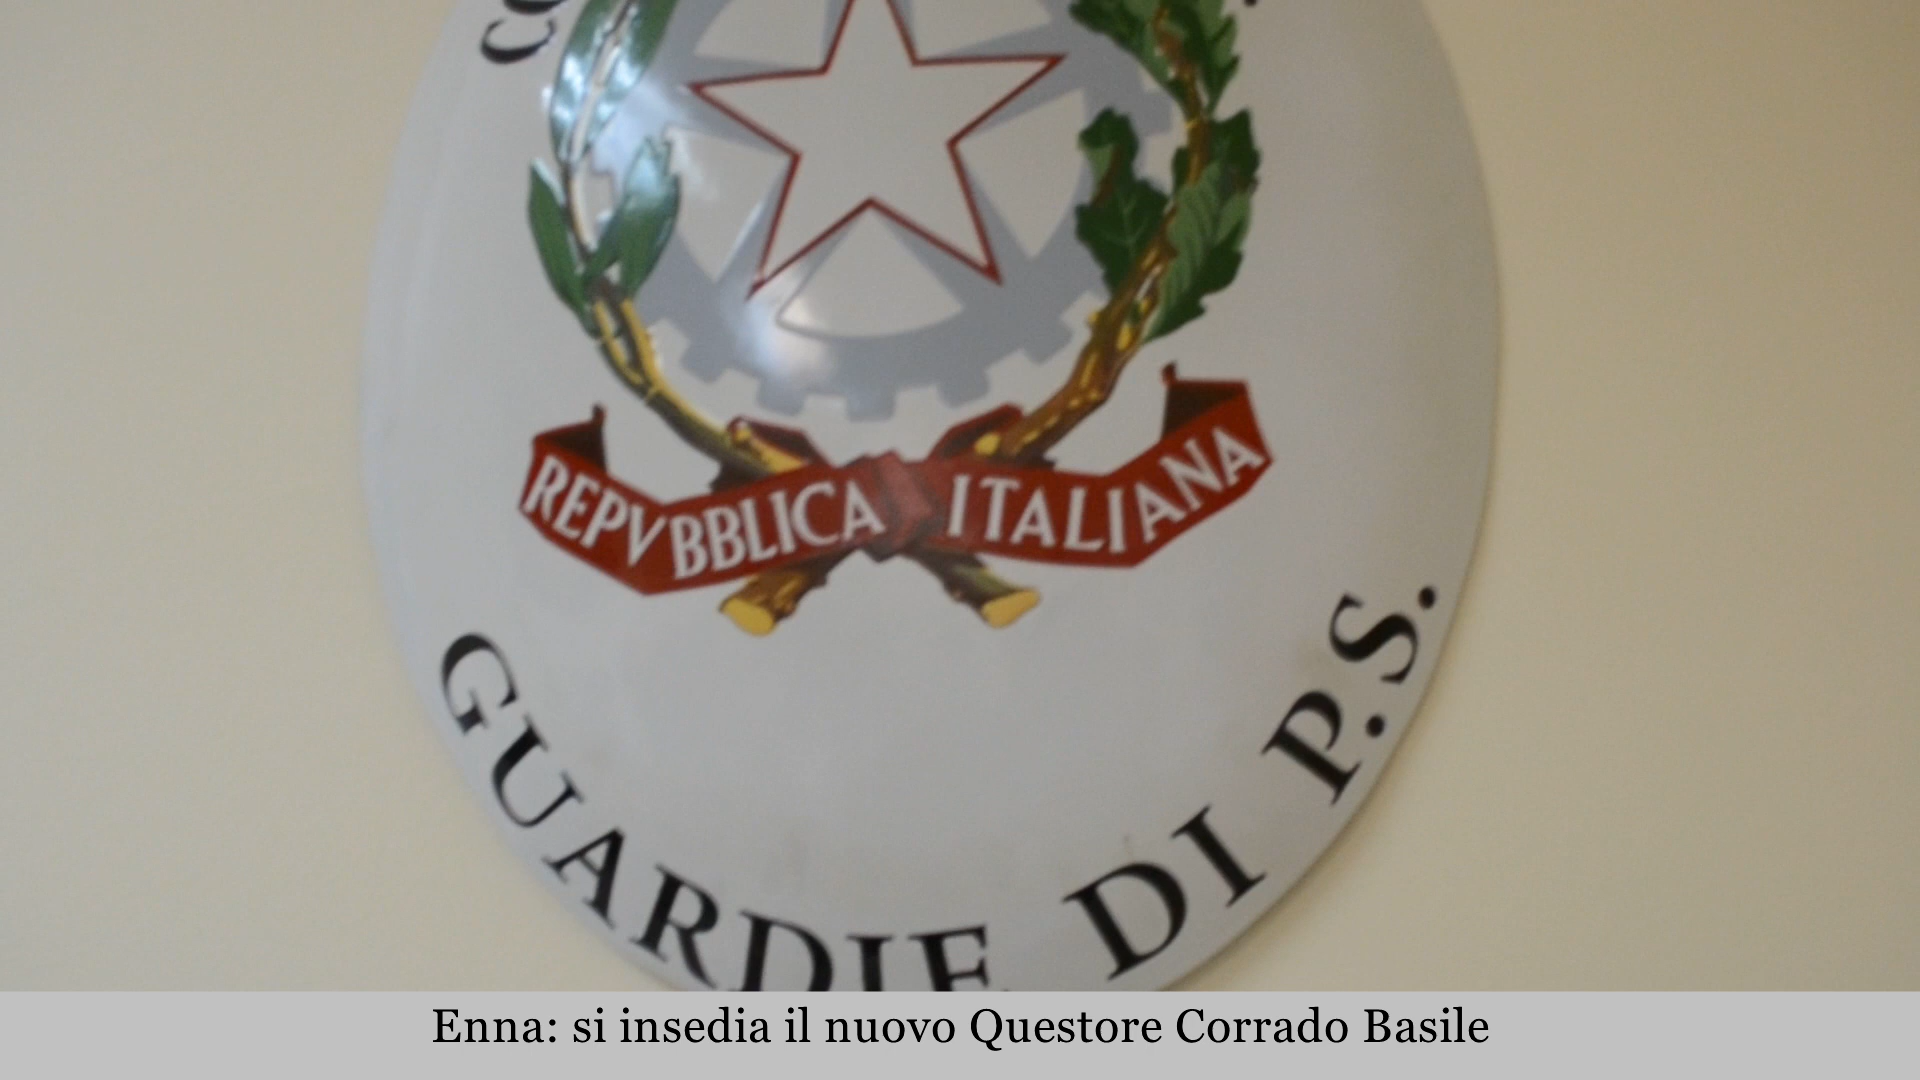 REPVBBLICA ITALIANA
GUARDIE DI P.S.
Enna: si insedia il nuovo Questore Corrado Basile